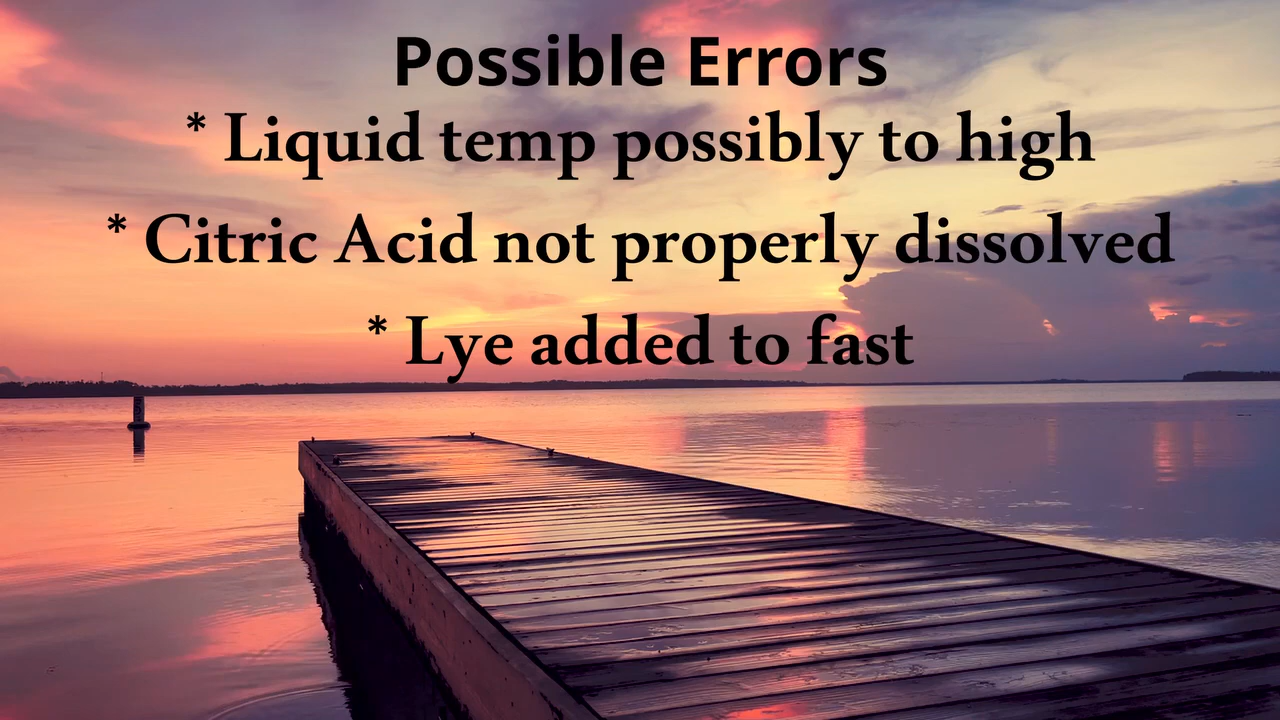 Possible Errors
* Liquid temp possibly to high
* Citric Acid not properly dissolved
* Lye added to fast